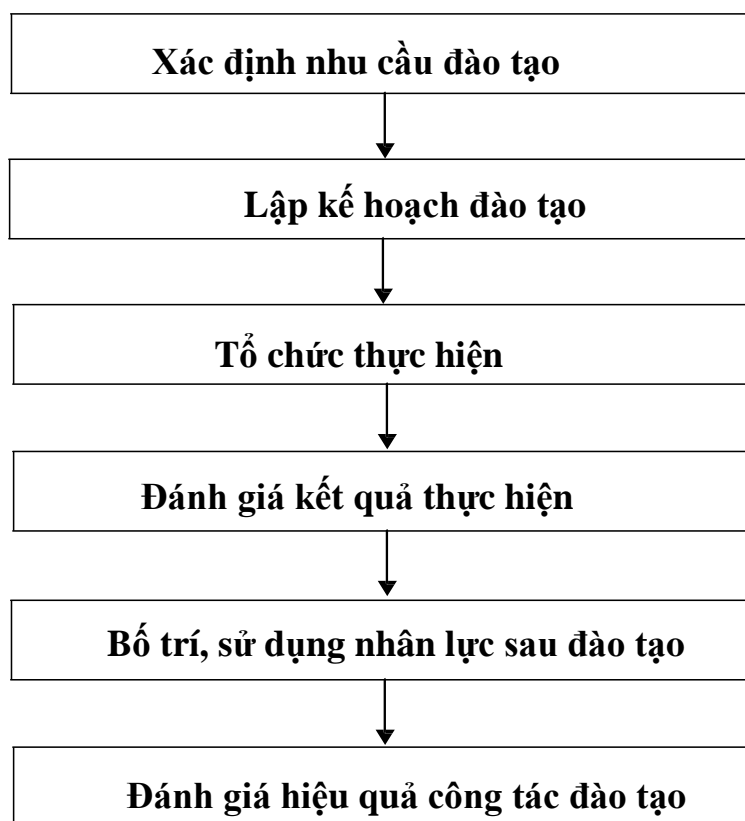 Xác định nhu cầu đào tạo
Lập kế hoạch đào tạo
Tổ chức thực hiện
Đánh giá kết quả thực hiện
Bố trí, sử dụng nhân lực sau đào tạo
Đánh giá hiệu quả công tác đào tạo